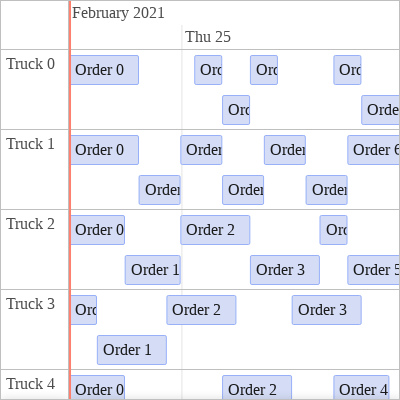 February 2021
Thu 25
Truck 0
Order 0
Orc
Orc
Orc
Orc
Orde
Truck 1
Order 0
Order
Order
Order 6
Order
Order
Order
Truck 2
Order 0
Order 2
Orc
Order 1
Order 3
Order 5
Truck 3
Orc
Order 2
Order 3
Order 1
Truck 4
Order 0
Order 2
Order 4